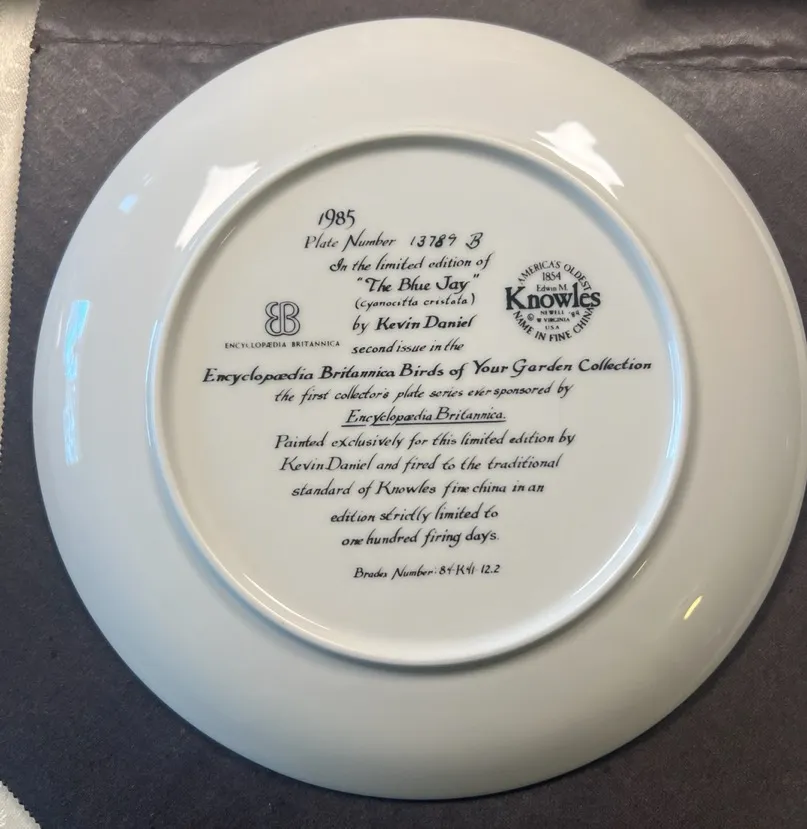 1985
Plate Number 13789 B
In the limited edition of
"The Blue Jay"
(Cyanocitta cristata)
by Kevin Daniel
second issue in the
Encyclopædia Britannica Birds of Your Garden Collection
the first collector's plate series ever sponsored by
Encyclopædia Britannica.
Painted exclusively for this limited edition by
Kevin Daniel and fired to the traditional
standard of Knowles fine china in an
edition strictly limited to
one hundred firing days.
Bradex Number: 84-K41-12.2
ENCYCLOPÆDIA BRITANNICA
AMERICA'S OLDEST
1854
Edwin M.
Knowles
NEWELL '84
© W. VIRGINIA
U.S.A
NAME IN FINE CHINA